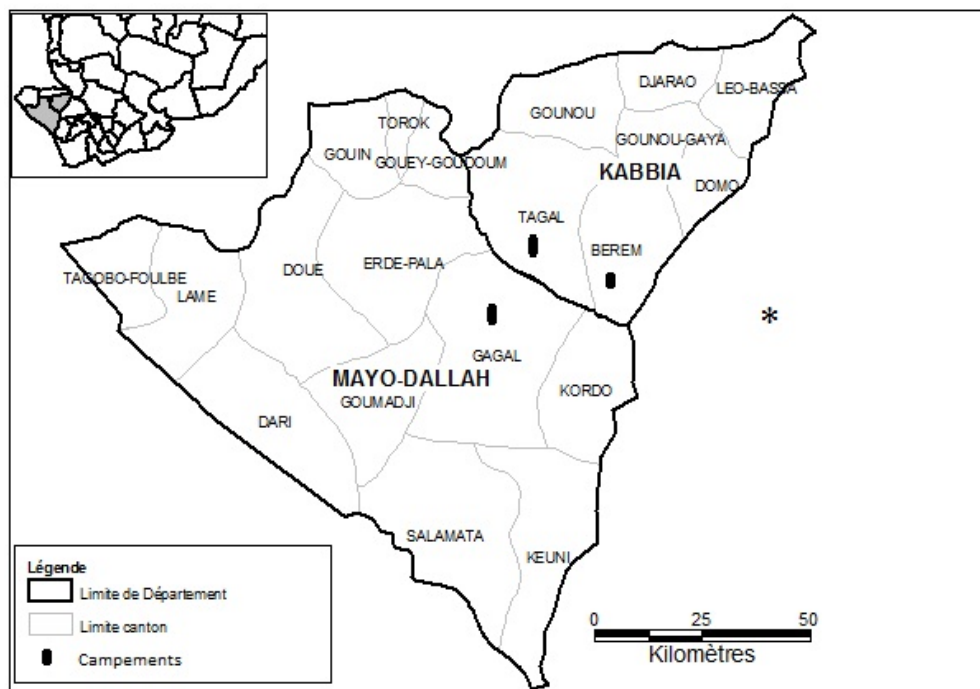 DJARAO
LEO-BASSA
GOUNOU
TOROK
GOUNOU-GAYA
GOUIN
GOUEY-GOUDOUM
KABBIA
DOMO
TAGAL
BEREM
DOUE
ERDE-PALA
TAGOBO-FOULBE
LAME
*
GAGAL
MAYO-DALLAH
GOUMADJI
KORDO
DARI
SALAMATA
KEUNI
Légende
Limite de Département
Limite canton
Campements
0 25 50
Kilomètres